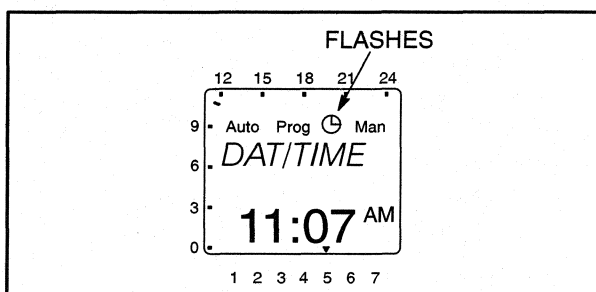 FLASHES
12 15 18 21 24
9 Auto Prog Man
DAT/TIME
6
3
11:07 AM
0
1 2 3 4 5 6 7